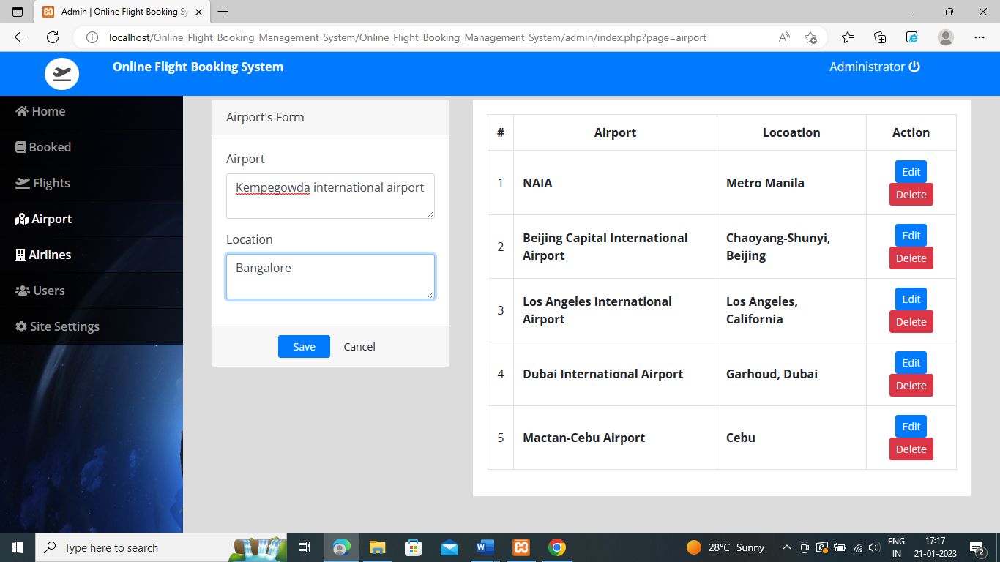 Admin | Online Flight Booking Sy
localhost/Online_Flight_Booking_Management_System/Online_Flight_Booking_Management_System/admin/index.php?page=airport
Online Flight Booking System
Administrator
Home
Booked
Flights
Airport
Airlines
Users
Site Settings
Airport's Form
Airport
Kempegowda international airport
Location
Bangalore
Save Cancel
# Airport Locoation Action
1 NAIA Metro Manila Edit
Delete
2 Beijing Capital International Chaoyang-Shunyi, Edit
Airport Beijing Delete
3 Los Angeles International Los Angeles, Edit
Airport California Delete
4 Dubai International Airport Garhoud, Dubai Edit
Delete
5 Mactan-Cebu Airport Cebu Edit
Delete
Type here to search
28°C Sunny
ENG
IN
17:17
21-01-2023
2